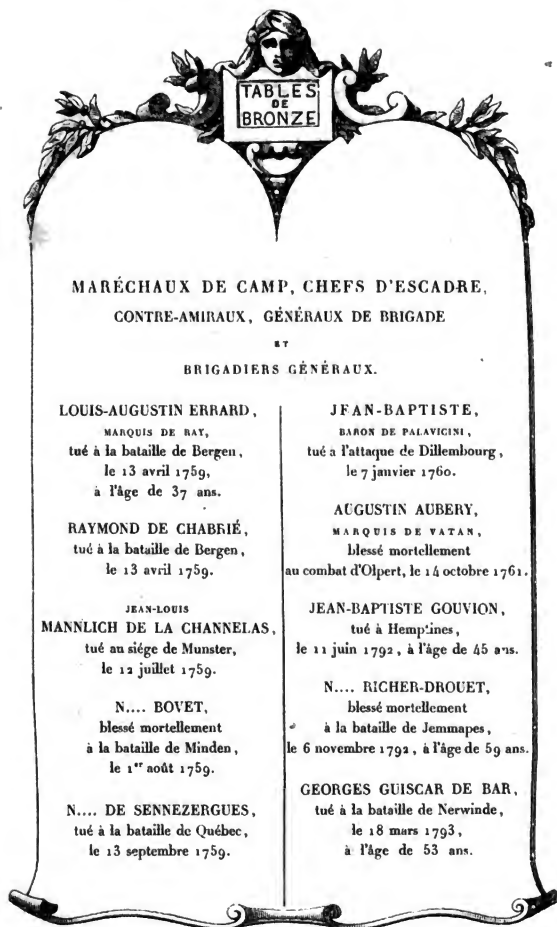 TABLES
DE
BRONZE
MARÉCHAUX DE CAMP, CHEFS D'ESCADRE,
CONTRE-AMIRAUX, GÉNÉRAUX DE BRIGADE
ET
BRIGADIERS GÉNÉRAUX.
LOUIS-AUGUSTIN ERRARD,
MARQUIS DE RAY,
tué à la bataille de Bergen,
le 13 avril 1759,
à l'âge de 37 ans.
RAYMOND DE CHABRIÉ,
tué à la bataille de Bergen,
le 13 avril 1759.
JEAN-LOUIS
MANNLICH DE LA CHANNELAS,
tué au siége de Munster,
le 12 juillet 1759.
N.... BOVET,
blessé mortellement
à la bataille de Minden,
le 1er août 1759.
N.... DE SENNEZERGUES,
tué à la bataille de Québec,
le 13 septembre 1759.
JEAN-BAPTISTE,
BARON DE PALAVICINI,
tué à l'attaque de Dillembourg,
le 7 janvier 1760.
AUGUSTIN AUBERY,
MARQUIS DE VATAN,
blessé mortellement
au combat d'Olpert, le 14 octobre 1761.
JEAN-BAPTISTE GOUVION,
tué à Hemptines,
le 11 juin 1792, à l'âge de 45 ans.
N.... RICHER-DROUET,
blessé mortellement
à la bataille de Jemmapes,
le 6 novembre 1792, à l'âge de 59 ans.
GEORGES GUISCAR DE BAR,
tué à la bataille de Nerwinde,
le 18 mars 1793,
à l'âge de 53 ans.